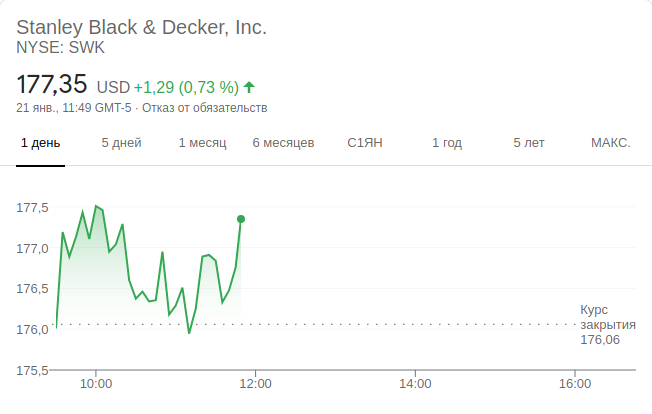 Stanley Black & Decker, Inc.
NYSE: SWK
177,35 USD +1,29 (0,73 %)
21 янв., 11:49 GMT-5 · Отказ от обязательств
1 день 5 дней 1 месяц 6 месяцев С1ЯН 1 год 5 лет МАКС.
177,5
177,0
176,5
Курс
закрытия
176,06
176,0
175,5
10:00 12:00 14:00 16:00